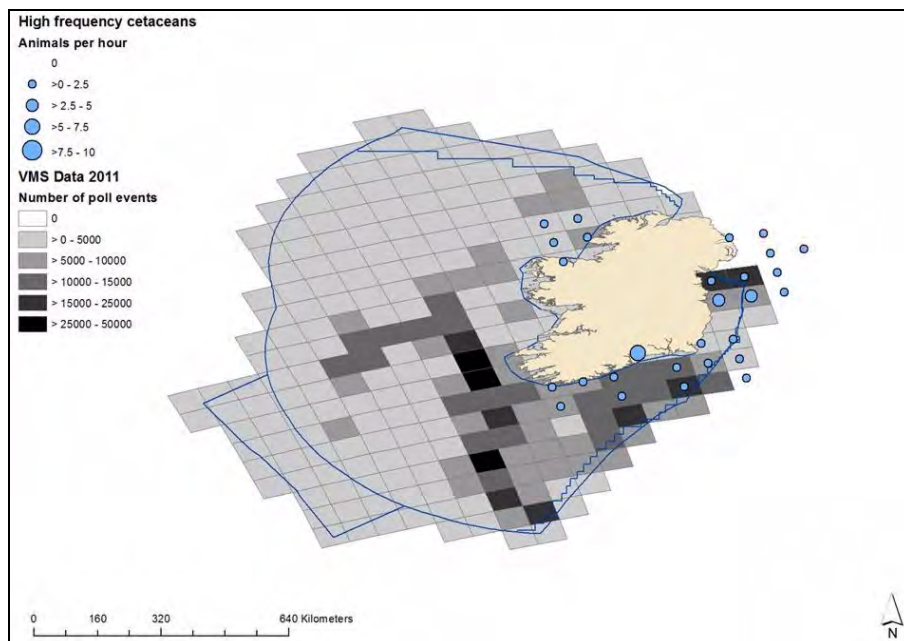 High frequency cetaceans
Animals per hour
0
>0 - 2.5
> 2.5 - 5
>5 - 7.5
>7.5 - 10
VMS Data 2011
Number of poll events
0
> 0 - 5000
> 5000 - 10000
> 10000 - 15000
> 15000 - 25000
> 25000 - 50000
0 160 320 640 Kilometers
N